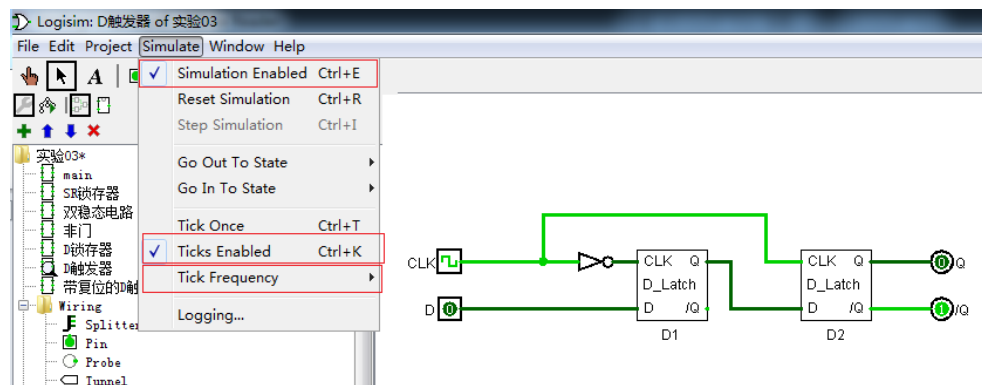 Logisim: D触发器 of 实验03
File Edit Project Simulate Window Help
A
Simulation Enabled Ctrl+E
Reset Simulation Ctrl+R
Step Simulation Ctrl+I
Go Out To State
Go In To State
Tick Once Ctrl+T
Ticks Enabled Ctrl+K
Tick Frequency
Logging...
实验03*
main
SR锁存器
双稳态电路
非门
D锁存器
D触发器
带复位的D触
Wiring
Splitter
Pin
Probe
Tunnel
CLK
D 0
CLK Q
D_Latch
D /Q
D1
CLK Q
D_Latch
D /Q
D2
0 Q
1 /Q